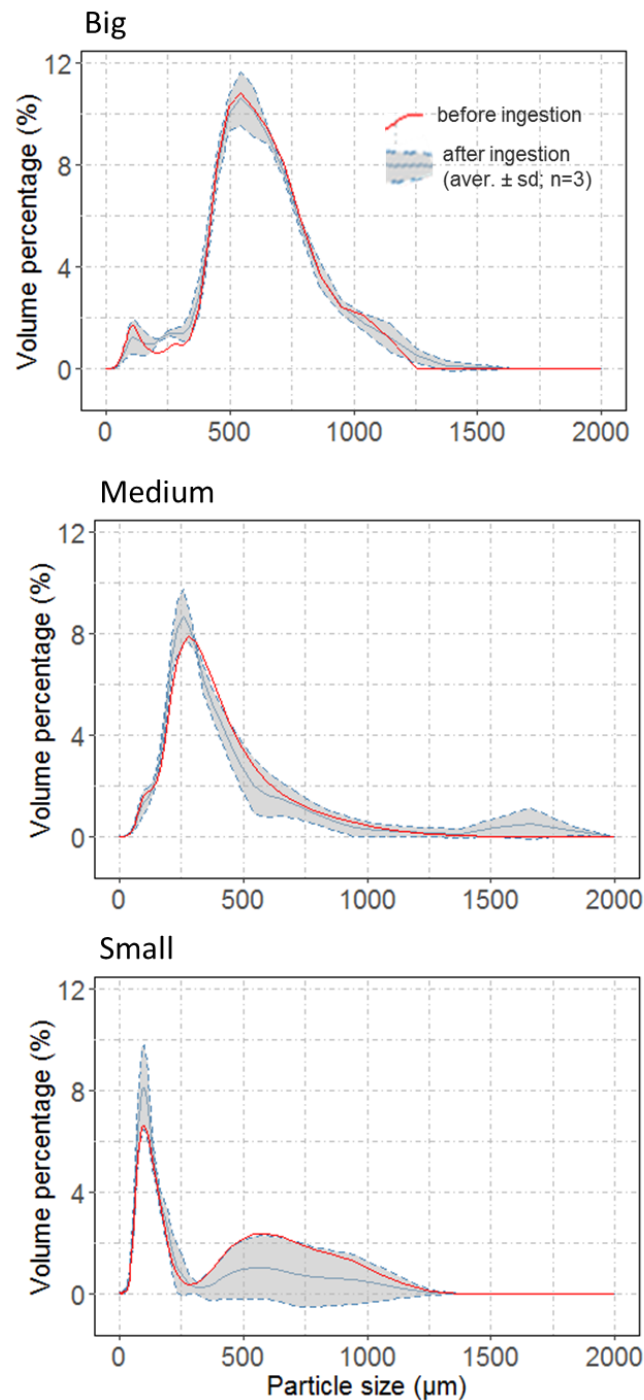 Big
Volume percentage (%)
12
8
4
0
before ingestion
after ingestion
(aver. ± sd; n=3)
0 500 1000 1500 2000
Medium
Volume percentage (%)
12
8
4
0
0 500 1000 1500 2000
Small
Volume percentage (%)
12
8
4
0
0 500 1000 1500 2000
Particle size (µm)